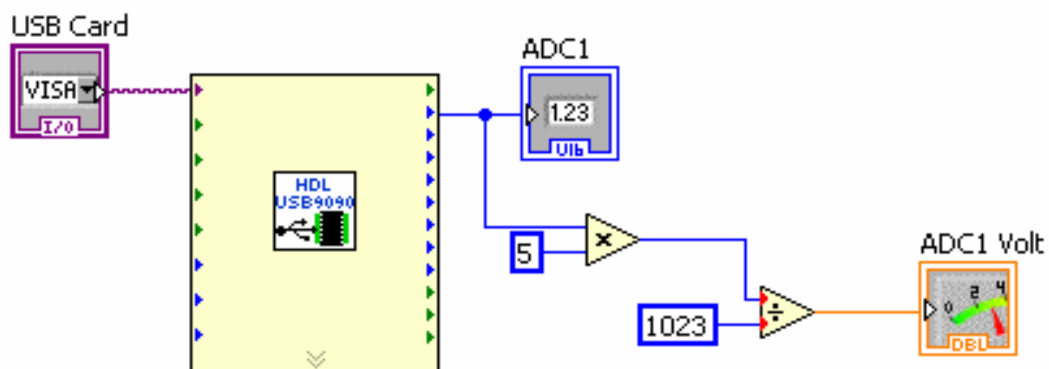 USB Card
VISA
I/O
HDL
USB9090
ADC1
1.23
U16
5
×
1023
÷
ADC1 Volt
0 2 4
DBL